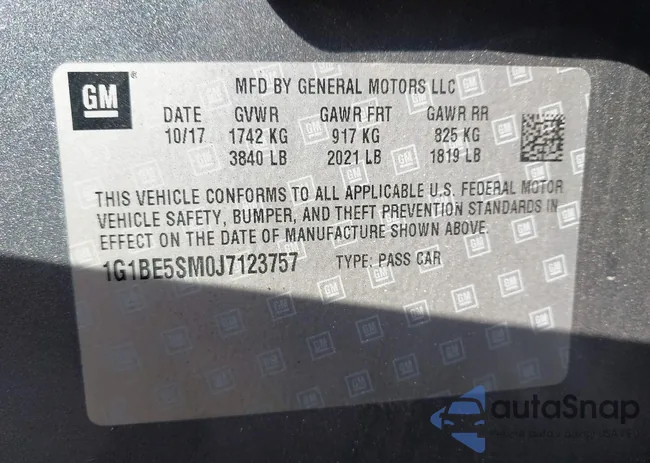 GM
MFD BY GENERAL MOTORS LLC
DATE GVWR GAWR FRT GAWR RR
10/17 1742 KG 917 KG 825 KG
3840 LB 2021 LB 1819 LB
THIS VEHICLE CONFORMS TO ALL APPLICABLE U.S. FEDERAL MOTOR
VEHICLE SAFETY, BUMPER, AND THEFT PREVENTION STANDARDS IN
EFFECT ON THE DATE OF MANUFACTURE SHOWN ABOVE.
1G1BE5SM0J7123757 TYPE: PASS CAR
autoSnap